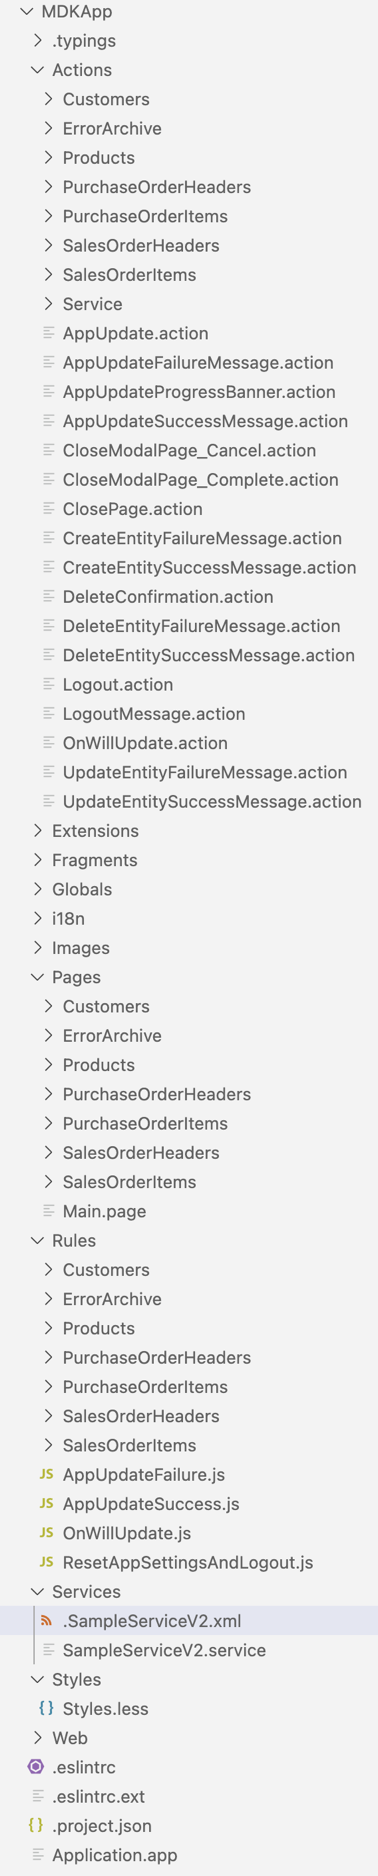 MDKApp
.typings
Actions
Customers
ErrorArchive
Products
PurchaseOrderHeaders
PurchaseOrderItems
SalesOrderHeaders
SalesOrderItems
Service
AppUpdate.action
AppUpdateFailureMessage.action
AppUpdateProgressBanner.action
AppUpdateSuccessMessage.action
CloseModalPage_Cancel.action
CloseModalPage_Complete.action
ClosePage.action
CreateEntityFailureMessage.action
CreateEntitySuccessMessage.action
DeleteConfirmation.action
DeleteEntityFailureMessage.action
DeleteEntitySuccessMessage.action
Logout.action
LogoutMessage.action
OnWillUpdate.action
UpdateEntityFailureMessage.action
UpdateEntitySuccessMessage.action
Extensions
Fragments
Globals
i18n
Images
Pages
Customers
ErrorArchive
Products
PurchaseOrderHeaders
PurchaseOrderItems
SalesOrderHeaders
SalesOrderItems
Main.page
Rules
Customers
ErrorArchive
Products
PurchaseOrderHeaders
PurchaseOrderItems
SalesOrderHeaders
SalesOrderItems
JS AppUpdateFailure.js
JS AppUpdateSuccess.js
JS OnWillUpdate.js
JS ResetAppSettingsAndLogout.js
Services
.SampleServiceV2.xml
SampleServiceV2.service
Styles
{} Styles.less
Web
.eslintrc
.eslintrc.ext
{} .project.json
Application.app